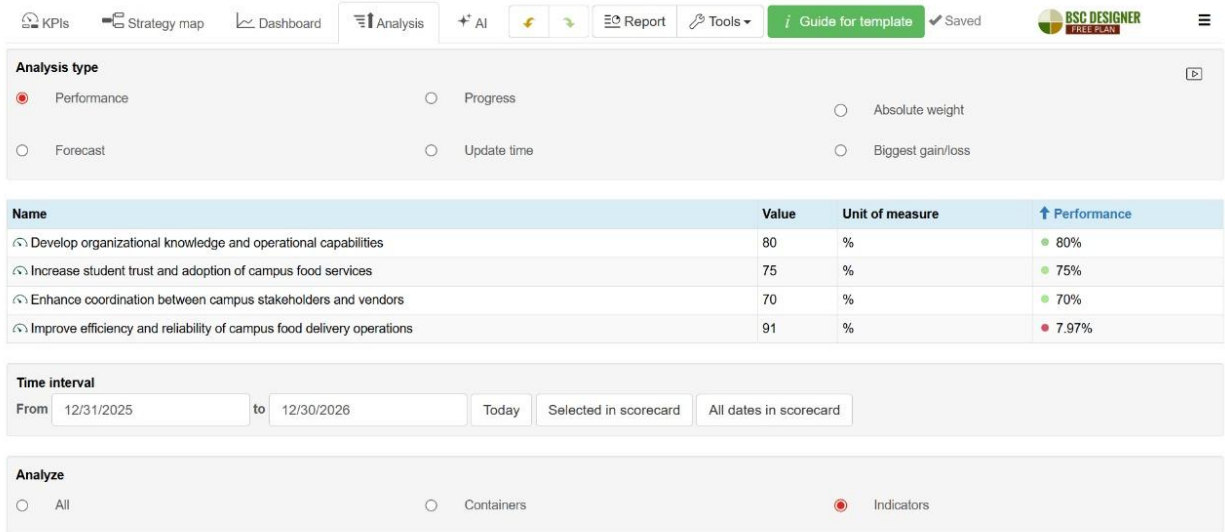 KPIs Strategy map Dashboard Analysis AI Report Tools Guide for template Saved BSC DESIGNER
FREE PLAN
Analysis type
Performance Progress Absolute weight
Forecast Update time Biggest gain/loss
Name Value Unit of measure Performance
Develop organizational knowledge and operational capabilities 80 % 80%
Increase student trust and adoption of campus food services 75 % 75%
Enhance coordination between campus stakeholders and vendors 70 % 70%
Improve efficiency and reliability of campus food delivery operations 91 % 7.97%
Time interval
From 12/31/2025 to 12/30/2026 Today Selected in scorecard All dates in scorecard
Analyze
All Containers Indicators